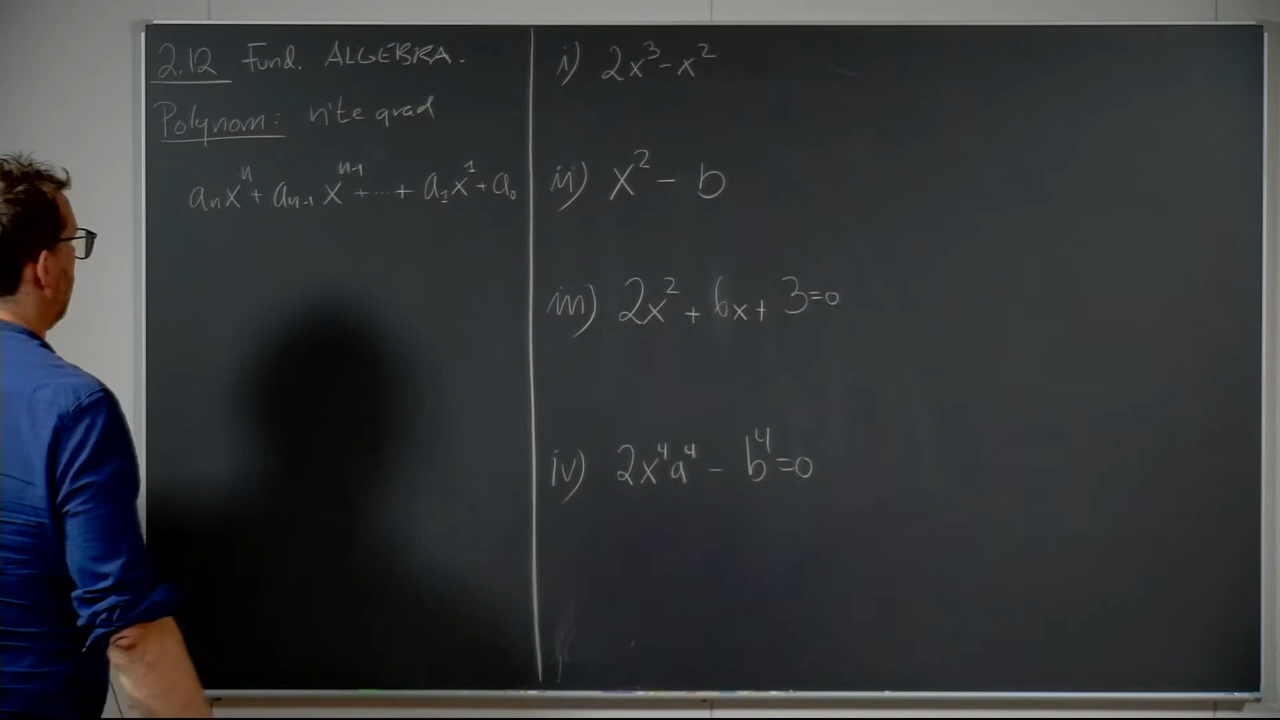 2.12 Fund. ALGEBRA.
Polynom: n'te grad
aₙxⁿ + aₙ₋₁xⁿ⁻¹ + ... + a₁x¹ + a₀
i) 2x³ - x²
ii) x² - b
iii) 2x² + 6x + 3 = 0
iv) 2x⁴a⁴ - b⁴ = 0